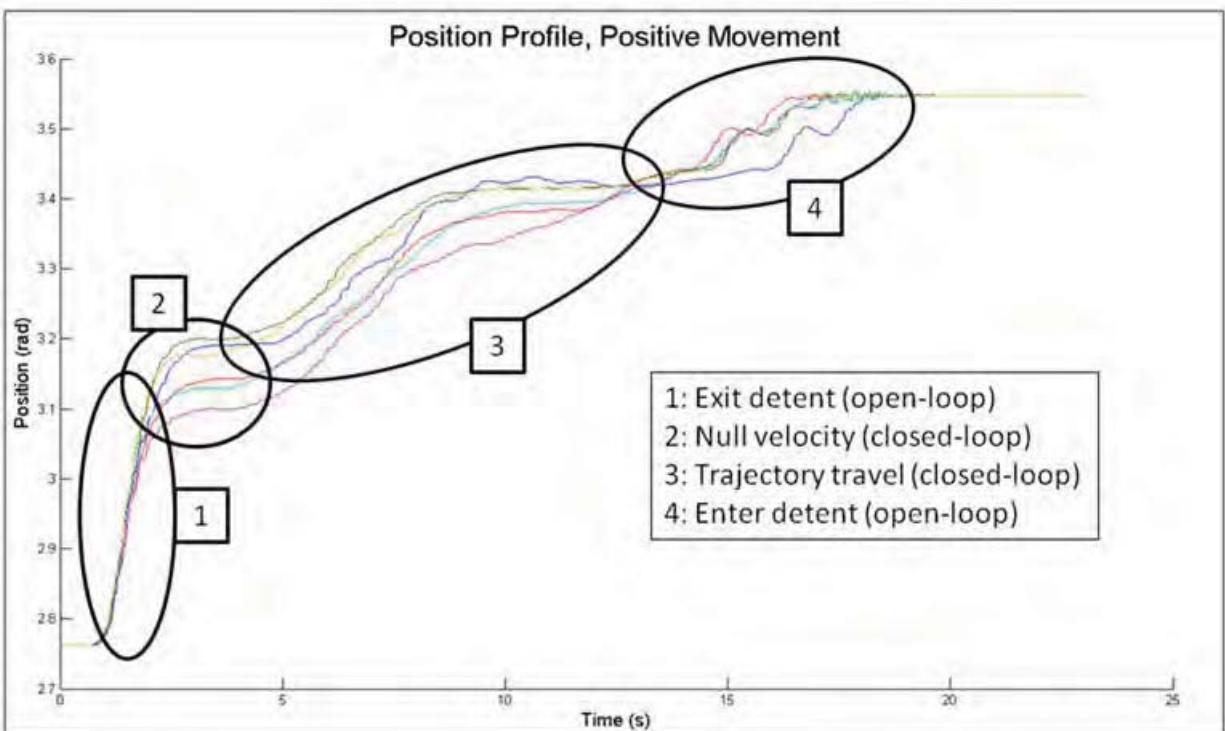 Position Profile, Positive Movement
36
35
34
33
32
31
3
29
28
27
Position (rad)
0
5
10
15
20
25
Time (s)
1
2
3
4
1: Exit detent (open-loop)
2: Null velocity (closed-loop)
3: Trajectory travel (closed-loop)
4: Enter detent (open-loop)